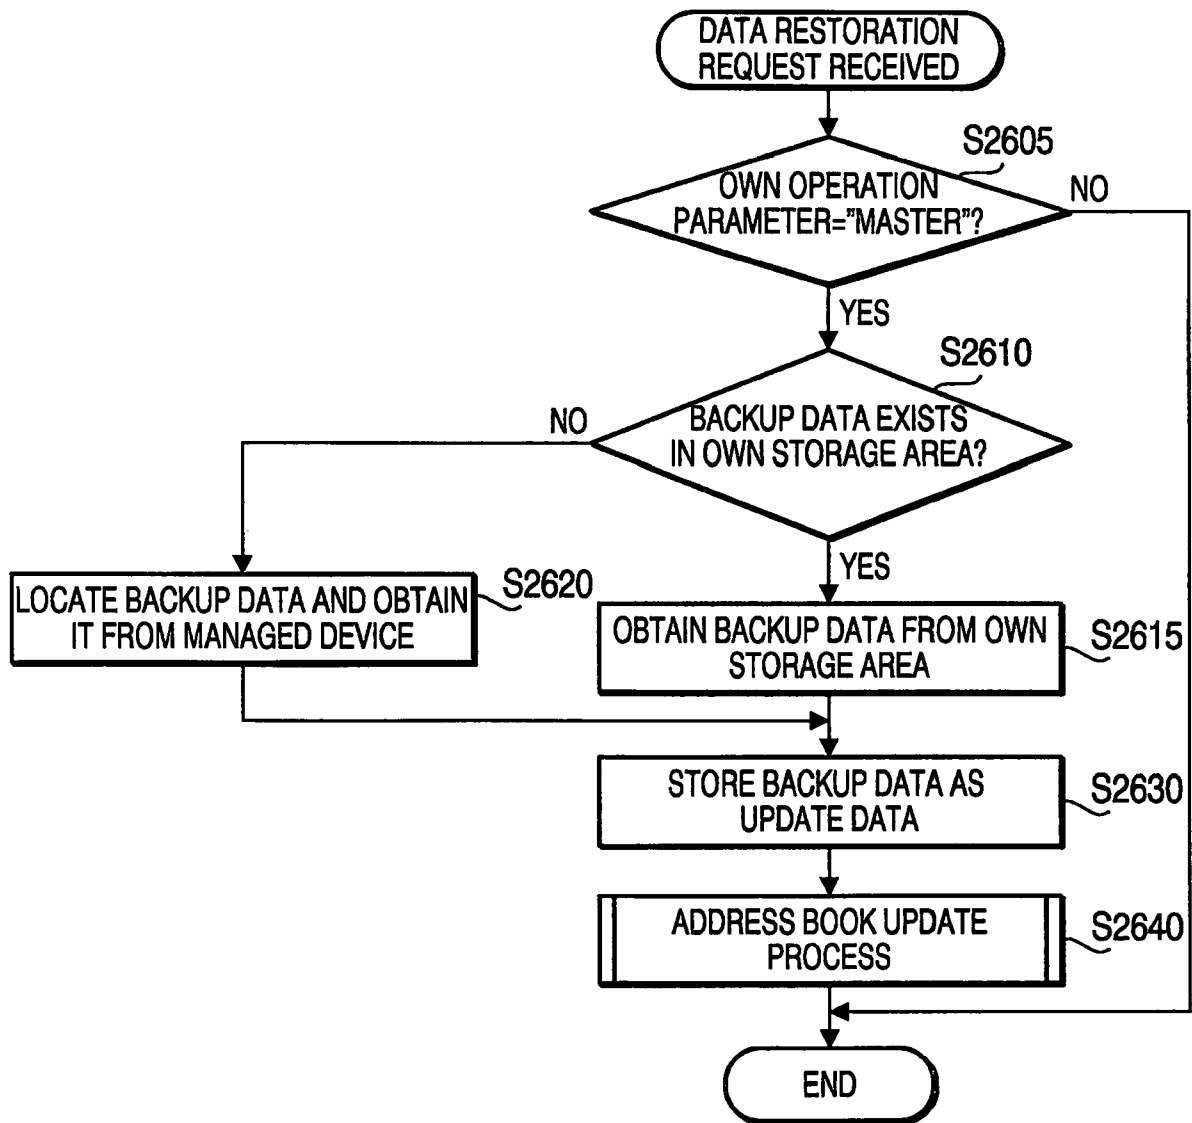 DATA RESTORATION
REQUEST RECEIVED
S2605
OWN OPERATION
PARAMETER="MASTER"?
NO
YES
S2610
BACKUP DATA EXISTS
IN OWN STORAGE AREA?
NO
YES
LOCATE BACKUP DATA AND OBTAIN
IT FROM MANAGED DEVICE
S2620
OBTAIN BACKUP DATA FROM OWN
STORAGE AREA
S2615
STORE BACKUP DATA AS
UPDATE DATA
S2630
ADDRESS BOOK UPDATE
PROCESS
S2640
END